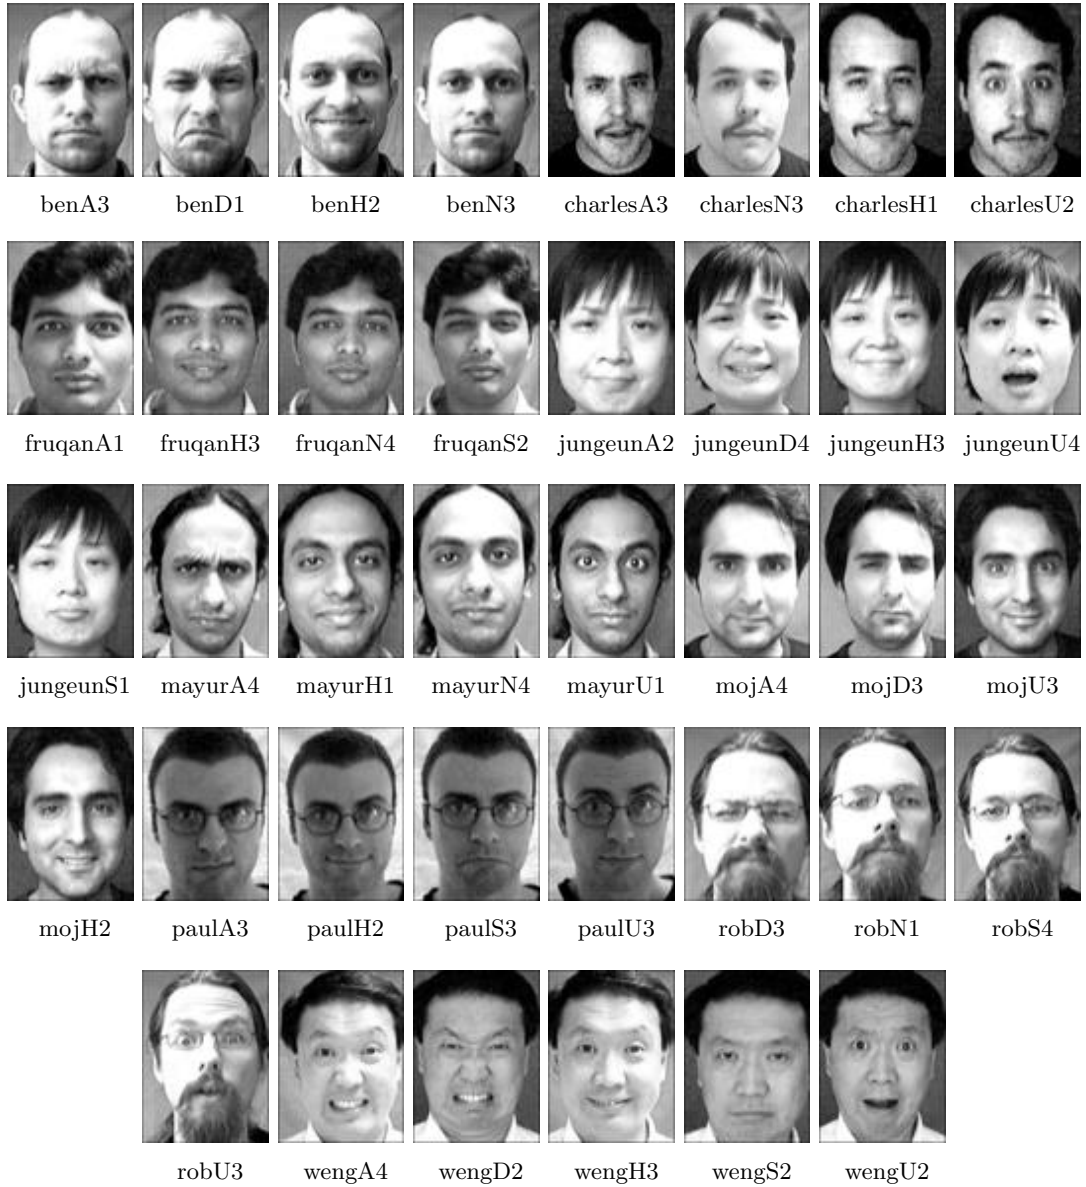 benA3 benD1 benH2 benN3 charlesA3 charlesN3 charlesH1 charlesU2
fruqanA1 fruqanH3 fruqanN4 fruqanS2 jungeunA2 jungeunD4 jungeunH3 jungeunU4
jungeunS1 mayurA4 mayurH1 mayurN4 mayurU1 mojA4 mojD3 mojU3
mojH2 paulA3 paulH2 paulS3 paulU3 robD3 robN1 robS4
robU3 wengA4 wengD2 wengH3 wengS2 wengU2